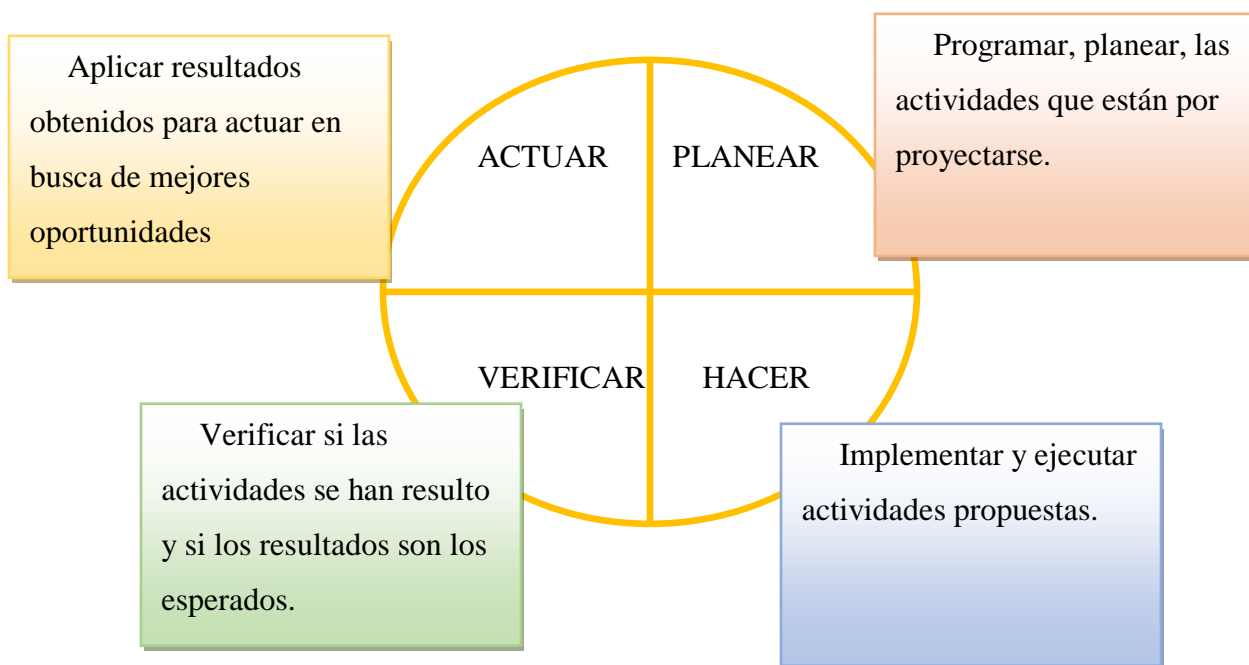 Aplicar resultados
obtenidos para actuar en
busca de mejores
oportunidades
Programar, planear, las
actividades que están por
proyectarse.
ACTUAR
PLANEAR
VERIFICAR
HACER
Verificar si las
actividades se han resulto
y si los resultados son los
esperados.
Implementar y ejecutar
actividades propuestas.